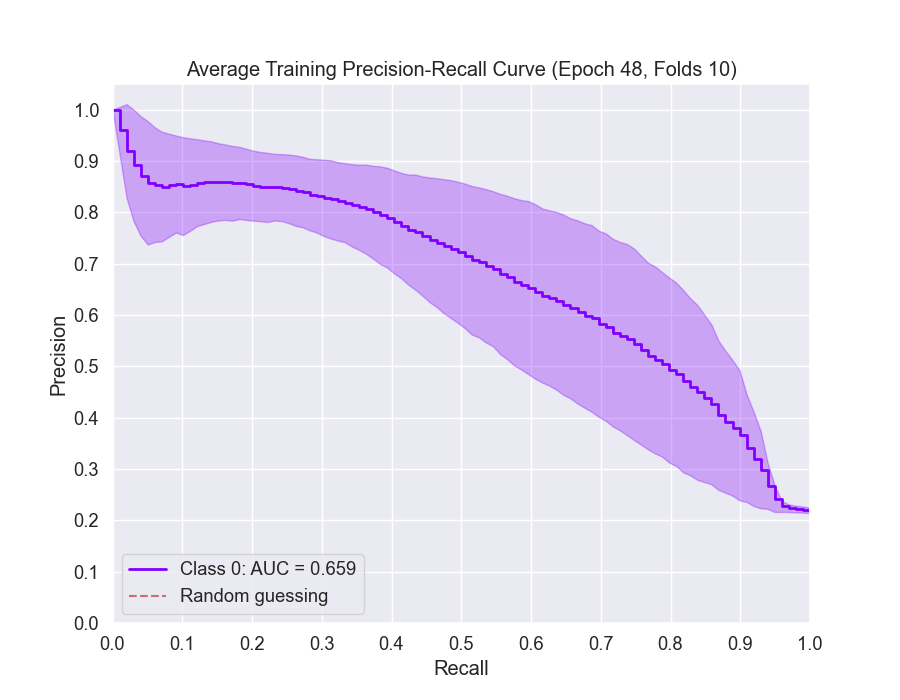 Average Training Precision-Recall Curve (Epoch 48, Folds 10)
Precision
1.0
0.9
0.8
0.7
0.6
0.5
0.4
0.3
0.2
0.1
0.0
Class 0: AUC = 0.659
Random guessing
0.0 0.1 0.2 0.3 0.4 0.5 0.6 0.7 0.8 0.9 1.0
Recall